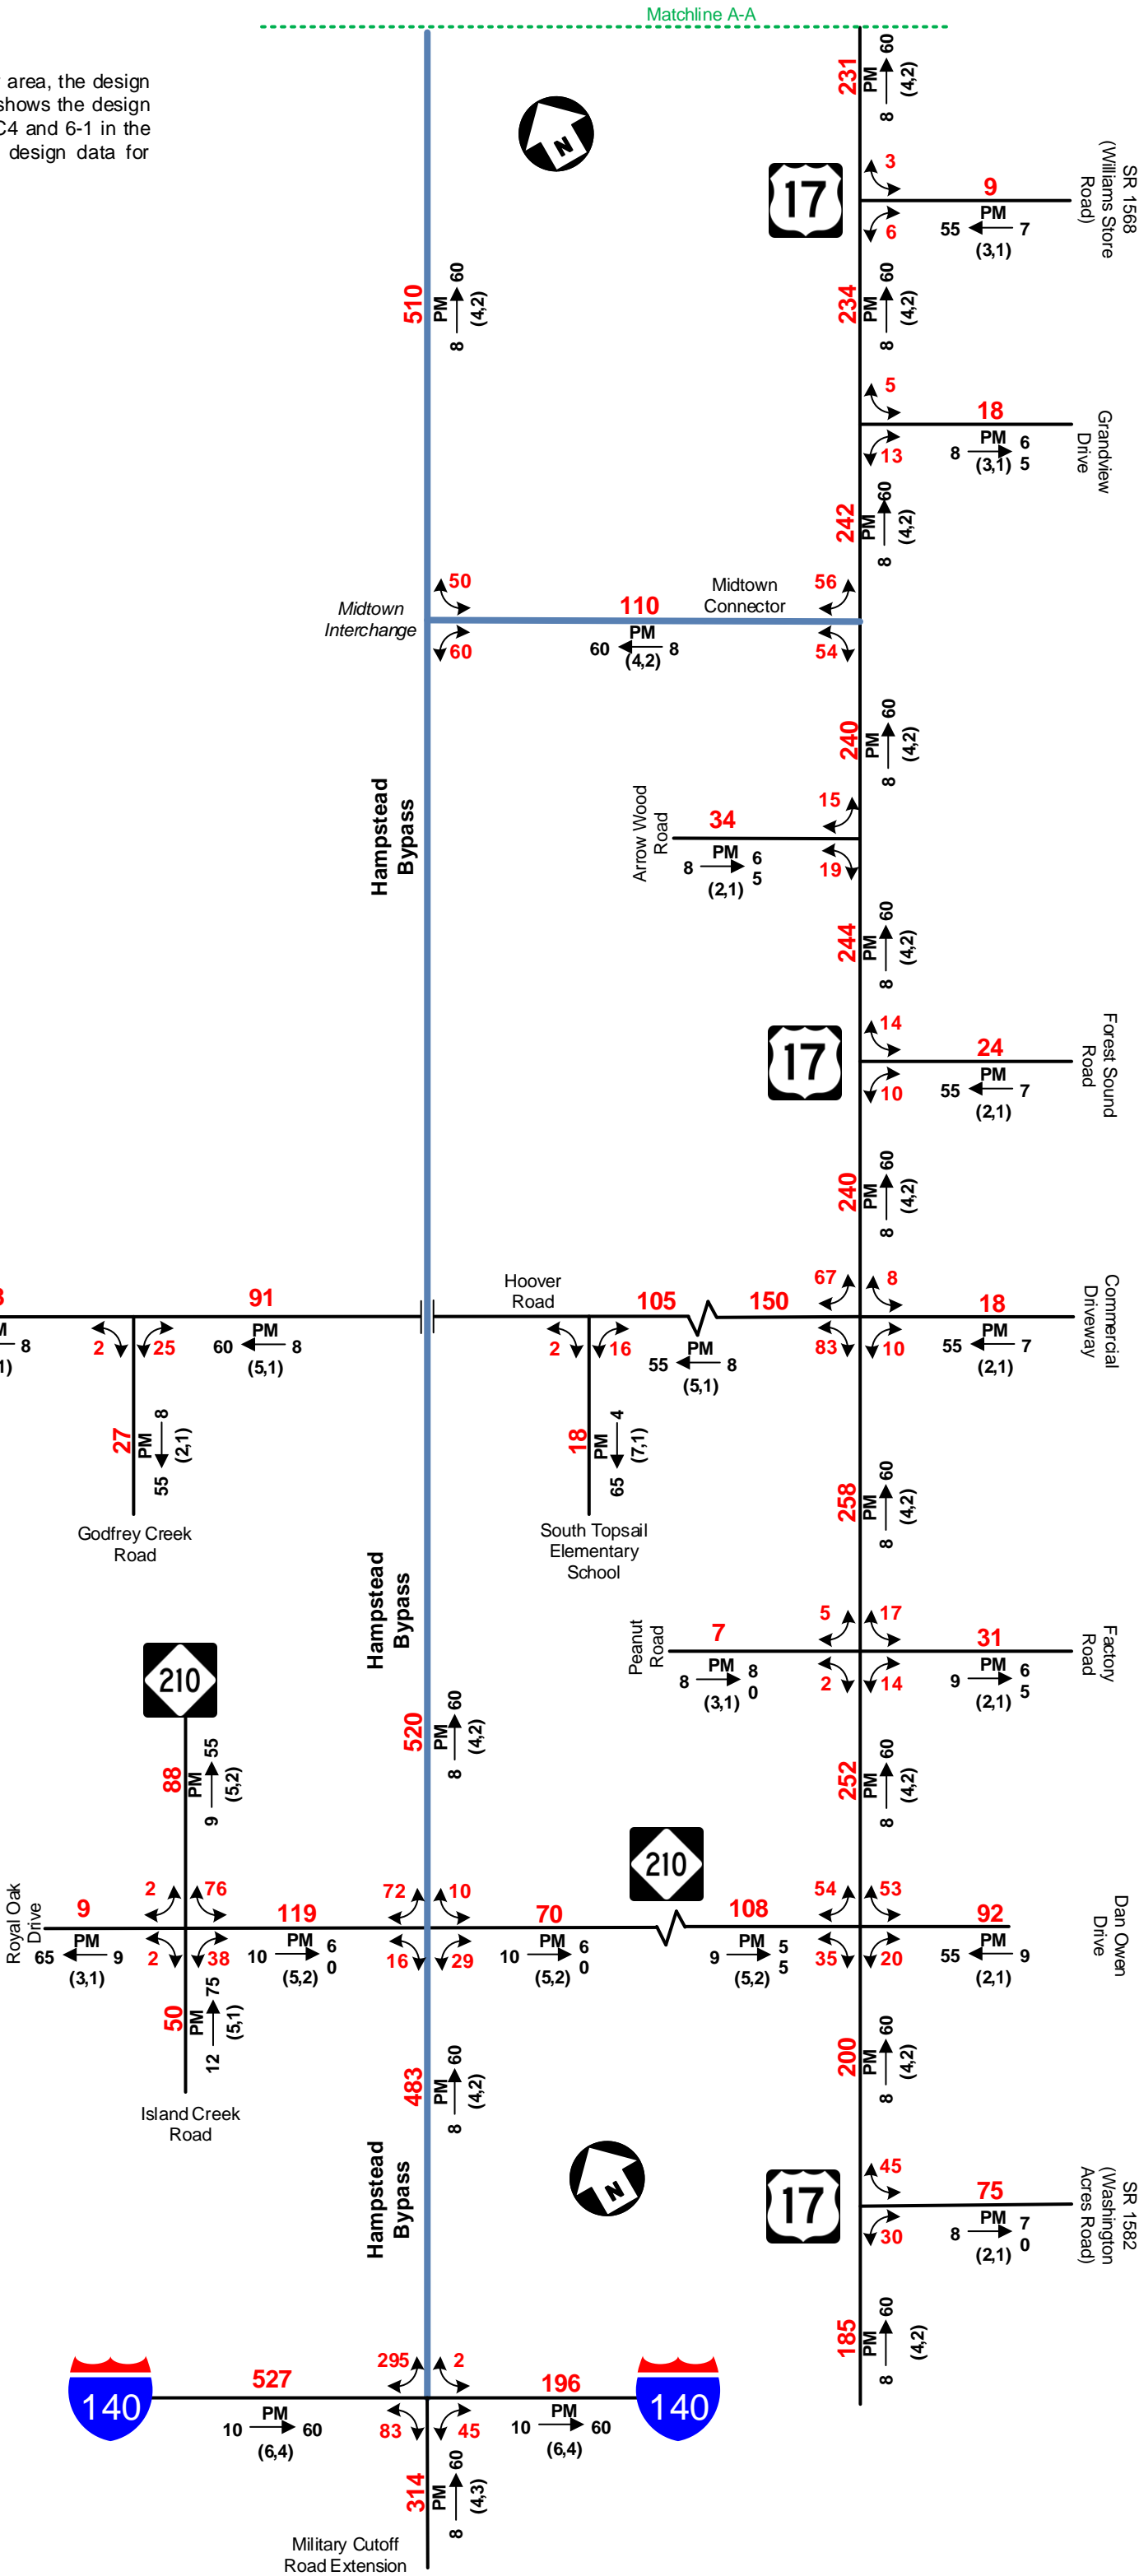 Matchline A-A
area, the design
shows the design
C4 and 6-1 in the
design data for
N
231
PM
8 60
(4,2)
17
3
9
PM
55 7
(3,1)
6
SR 1568
(Williams Store
Road)
510
PM
8 60
(4,2)
234
PM
8 60
(4,2)
5
18
PM
8 6
(3,1) 5
13
Grandview
Drive
242
PM
8 60
(4,2)
50
Midtown
Interchange
60
110
PM
60 8
(4,2)
Midtown
Connector
56
54
240
PM
8 60
(4,2)
Hampstead
Bypass
Arrow Wood
Road
34
PM
8 6
(2,1) 5
15
19
244
PM
8 60
(4,2)
17
14
24
PM
55 7
(2,1)
10
Forest Sound
Road
240
PM
8 60
(4,2)
8
2
25
91
PM
60 8
(5,1)
Hoover
Road
2
16
105
150
PM
55 8
(5,1)
67
8
83
10
18
PM
55 7
(2,1)
Commercial
Driveway
27
PM
8 55
(2,1)
Godfrey Creek
Road
18
PM
4 65
(7,1)
South Topsail
Elementary
School
258
PM
8 60
(4,2)
Hampstead
Bypass
Peanut
Road
7
PM
8 8
(3,1) 0
5
17
2
14
31
PM
9 6
(2,1) 5
Factory
Road
210
88
PM
9 55
(5,2)
520
PM
8 60
(4,2)
252
PM
8 60
(4,2)
210
Royal Oak
Drive
9
PM
65 9
(3,1)
2
76
2
38
119
PM
10 6
(5,2) 0
72
10
16
29
70
PM
10 6
(5,2) 0
108
PM
9 5
(5,2) 5
54
53
35
20
92
PM
55 9
(2,1)
Dan Owen
Drive
50
PM
12 75
(5,1)
Island Creek
Road
483
PM
8 60
(4,2)
200
PM
8 60
(4,2)
Hampstead
Bypass
N
17
45
75
PM
8 7
(2,1) 0
30
SR 1582
(Washington
Acres Road)
185
PM
8 60
(4,2)
140
527
PM
10 60
(6,4)
295
2
83
45
196
PM
10 60
(6,4)
140
314
PM
8 60
(4,3)
Military Cutoff
Road Extension